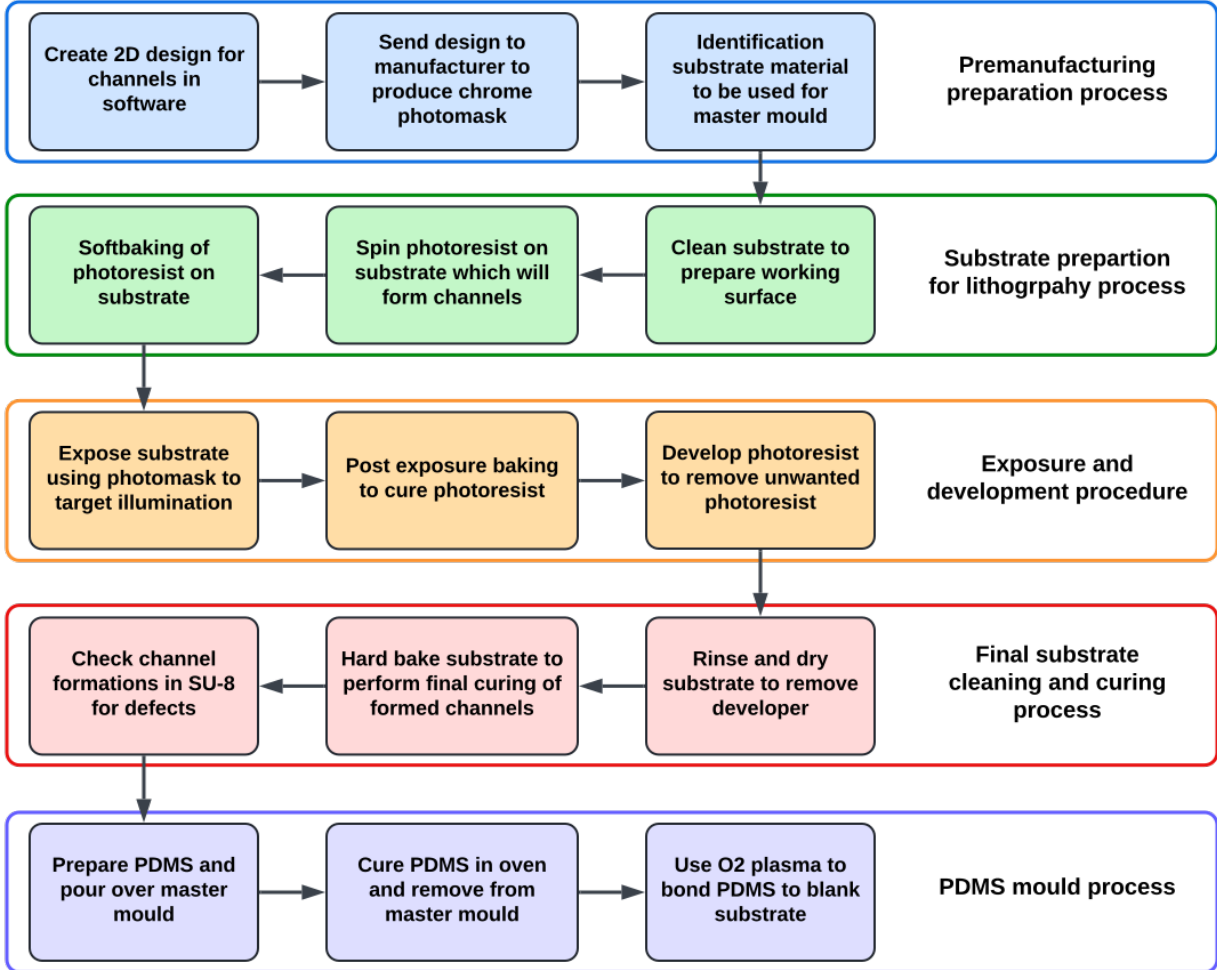 Create 2D design for
channels in
software
Send design to
manufacturer to
produce chrome
photomask
Identification
substrate material
to be used for
master mould
Premanufacturing
preparation process
Softbaking of
photoresist on
substrate
Spin photoresist on
substrate which will
form channels
Clean substrate to
prepare working
surface
Substrate prepartion
for lithogrpahy process
Expose substrate
using photomask to
target illumination
Post exposure baking
to cure photoresist
Develop photoresist
to remove unwanted
photoresist
Exposure and
development procedure
Check channel
formations in SU-8
for defects
Hard bake substrate to
perform final curing of
formed channels
Rinse and dry
substrate to remove
developer
Final substrate
cleaning and curing
process
Prepare PDMS and
pour over master
mould
Cure PDMS in oven
and remove from
master mould
Use O2 plasma to
bond PDMS to blank
substrate
PDMS mould process